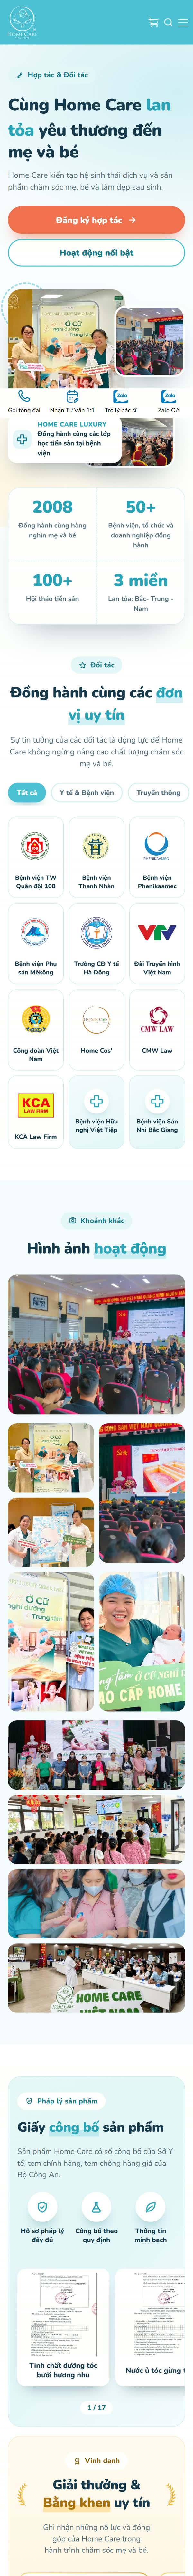 HOME CARE
Hợp tác & Đối tác
Cùng Home Care lan
tỏa yêu thương đến
mẹ và bé
Home Care kiến tạo hệ sinh thái dịch vụ và sản
phẩm chăm sóc mẹ, bé và làm đẹp sau sinh.
Đăng ký hợp tác →
Hoạt động nổi bật
Ở CỮ
Gọi tổng đài
Nhận Tư Vấn 1:1
Trợ lý bác sĩ
Zalo OA
HOME CARE LUXURY
Đồng hành cùng các lớp
học tiền sản tại bệnh
viện
2008
Đồng hành cùng hàng
nghìn mẹ và bé
50+
Bệnh viện, tổ chức và
doanh nghiệp đồng
hành
100+
Hội thảo tiền sản
3 miền
Lan tỏa: Bắc- Trung -
Nam
Đối tác
Đồng hành cùng các đơn
vị uy tín
Sự tin tưởng của các đối tác là động lực để Home
Care không ngừng nâng cao chất lượng chăm sóc
mẹ và bé.
Tất cả
Y tế & Bệnh viện
Truyền thông
Bệnh viện TW
Quân đội 108
Bệnh viện
Thanh Nhàn
Bệnh viện
Phenikaamec
Bệnh viện Phụ
sản Mêkông
Trường CĐ Y tế
Hà Đông
VTV
Đài Truyền hình
Việt Nam
Công đoàn Việt
Nam
Home Cos'
CMW LAW
CMW Law
KCA
LAW FIRM
KCA Law Firm
Bệnh viện Hữu
nghị Việt Tiệp
Bệnh viện Sản
Nhi Bắc Giang
Khoảnh khắc
Hình ảnh hoạt động
Ở CỮ
nghỉ dưỡng
Trung tâm
HOME CARE
VIỆT NAM
Pháp lý sản phẩm
Giấy công bố sản phẩm
Sản phẩm Home Care có số công bố của Sở Y
tế, tem chính hãng, tem chống hàng giả của
Bộ Công An.
Hồ sơ pháp lý
đầy đủ
Công bố theo
quy định
Thông tin
minh bạch
Tinh chất dưỡng tóc
bưởi hương nhu
Nước ủ tóc gừng
1 / 17
Vinh danh
Giải thưởng &
Bằng khen uy tín
Ghi nhận những nỗ lực và đóng
góp của Home Care trong
hành trình chăm sóc mẹ và bé.